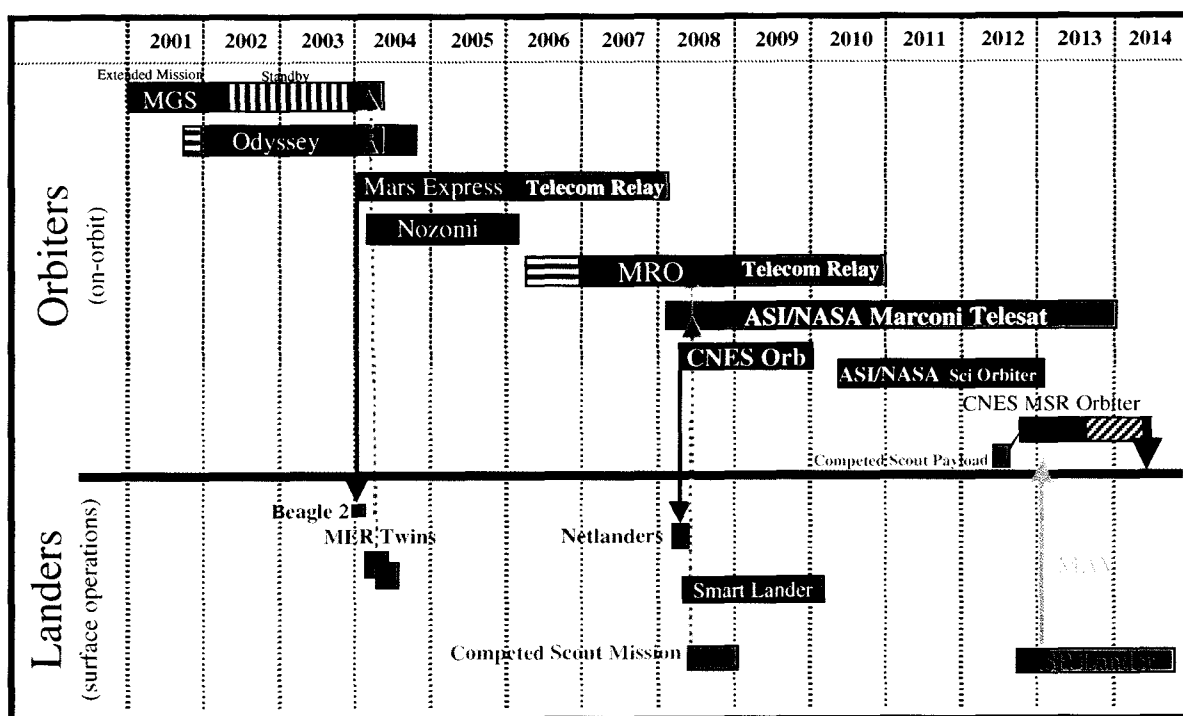 2001 2002 2003 2004 2005 2006 2007 2008 2009 2010 2011 2012 2013 2014
Orbiters
(on-orbit)
Extended Mission
Standby
MGS
Odyssey
Mars Express Telecom Relay
Nozomi
MRO Telecom Relay
ASI/NASA Marconi Telesat
CNES Orb
ASI/NASA Sci Orbiter
CNES MSR Orbiter
Competed Scout Payload
Landers
(surface operations)
Beagle 2
MER Twins
Netlanders
MAV
Smart Lander
Competed Scout Mission
Lander